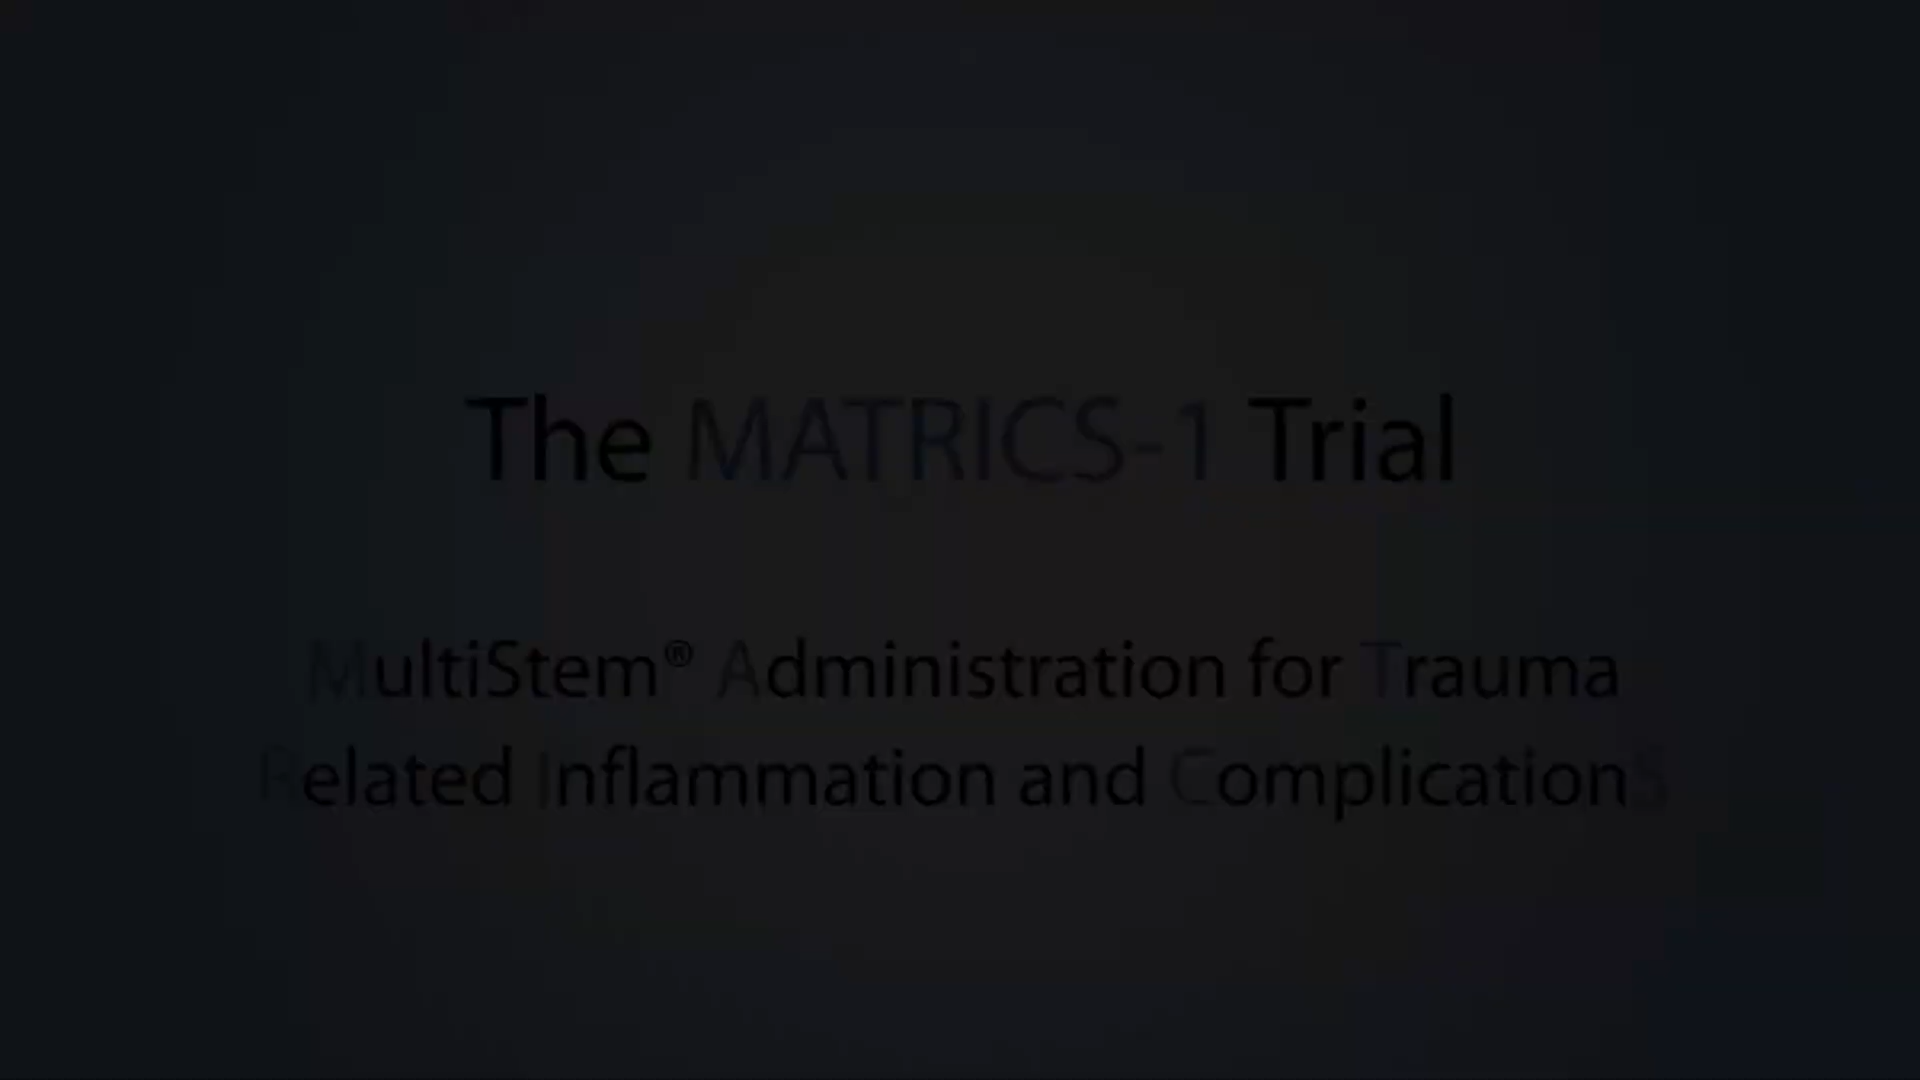 The MATRICS-1 Trial
MultiStem® Administration for Trauma
Related Inflammation and ComplicationS